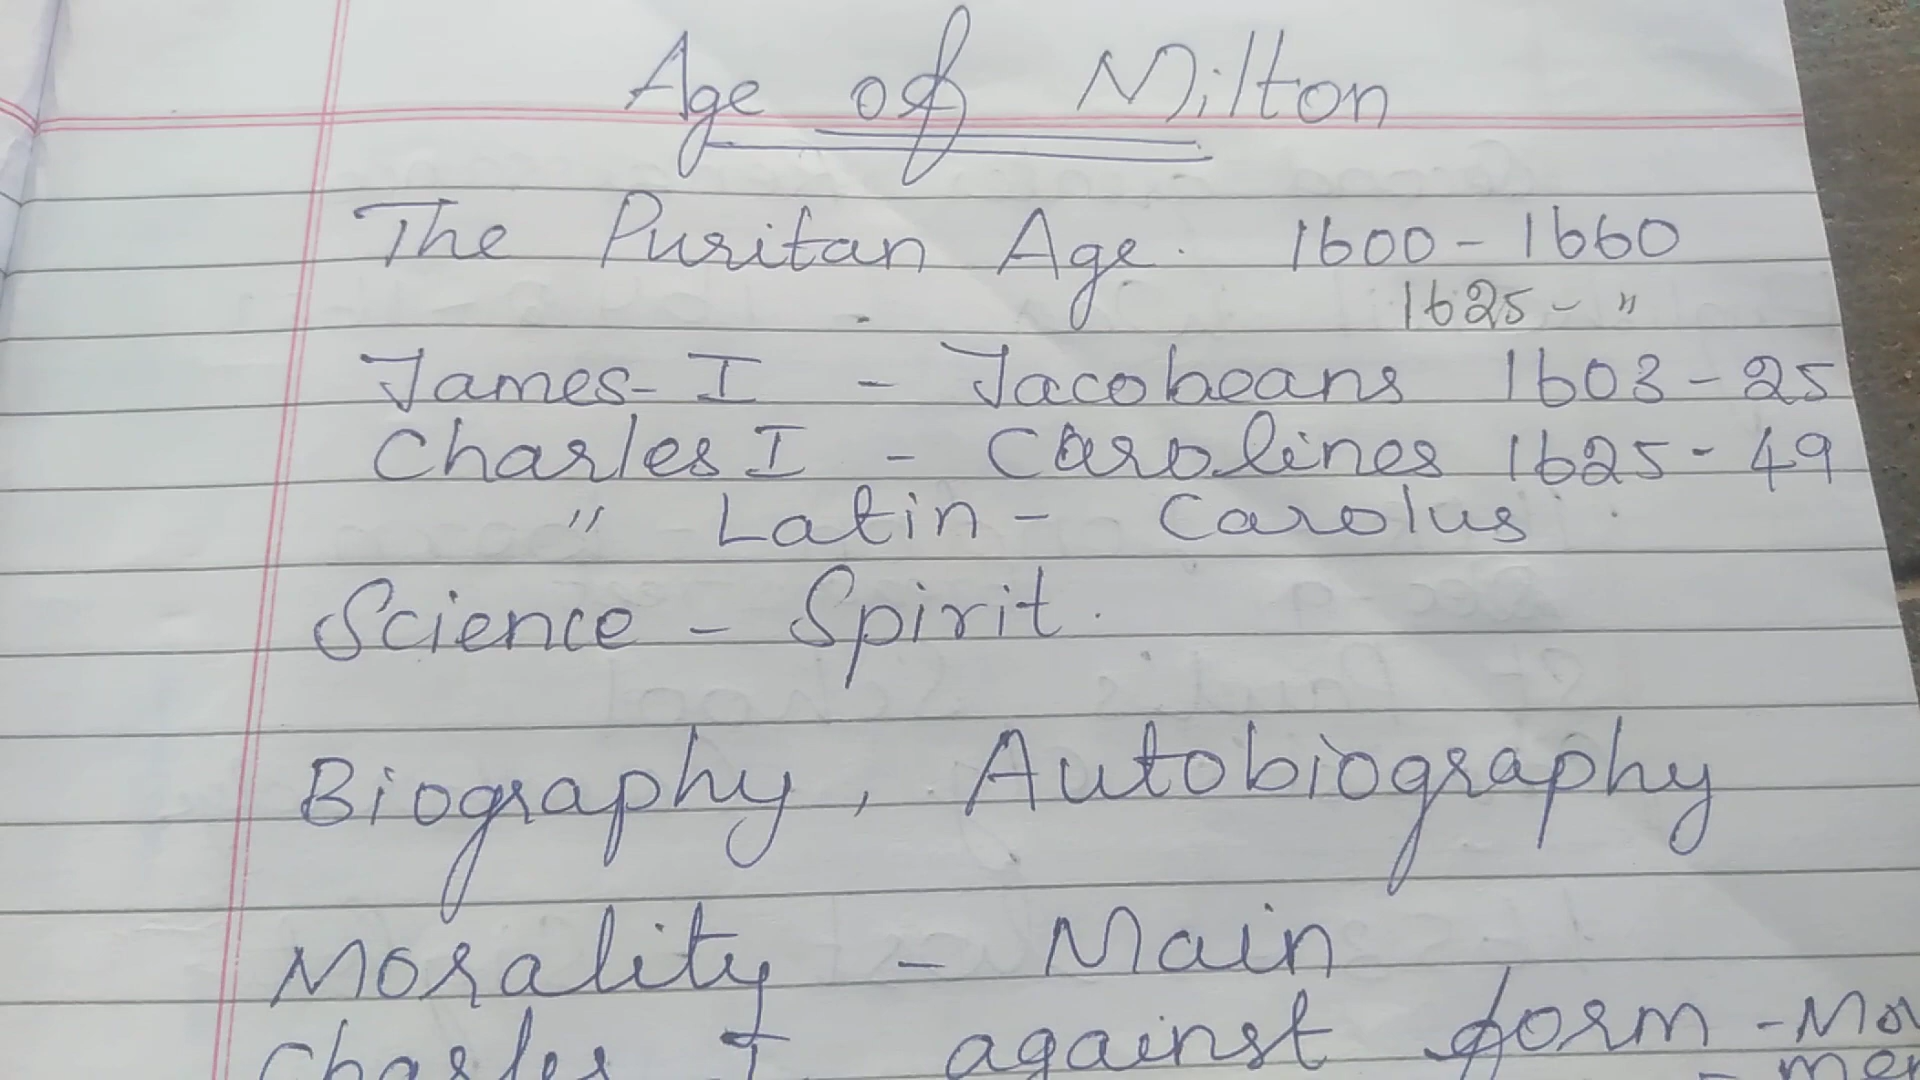 Age of Milton
The Puritan Age. 1600 - 1660
1625 - "
James - I - Jacobeans 1603 - 25
Charles I - Carolines 1625 - 49
" Latin - Carolus
Science - Spirit.
Biography, Autobiography
Morality - Main
Charles I against form -